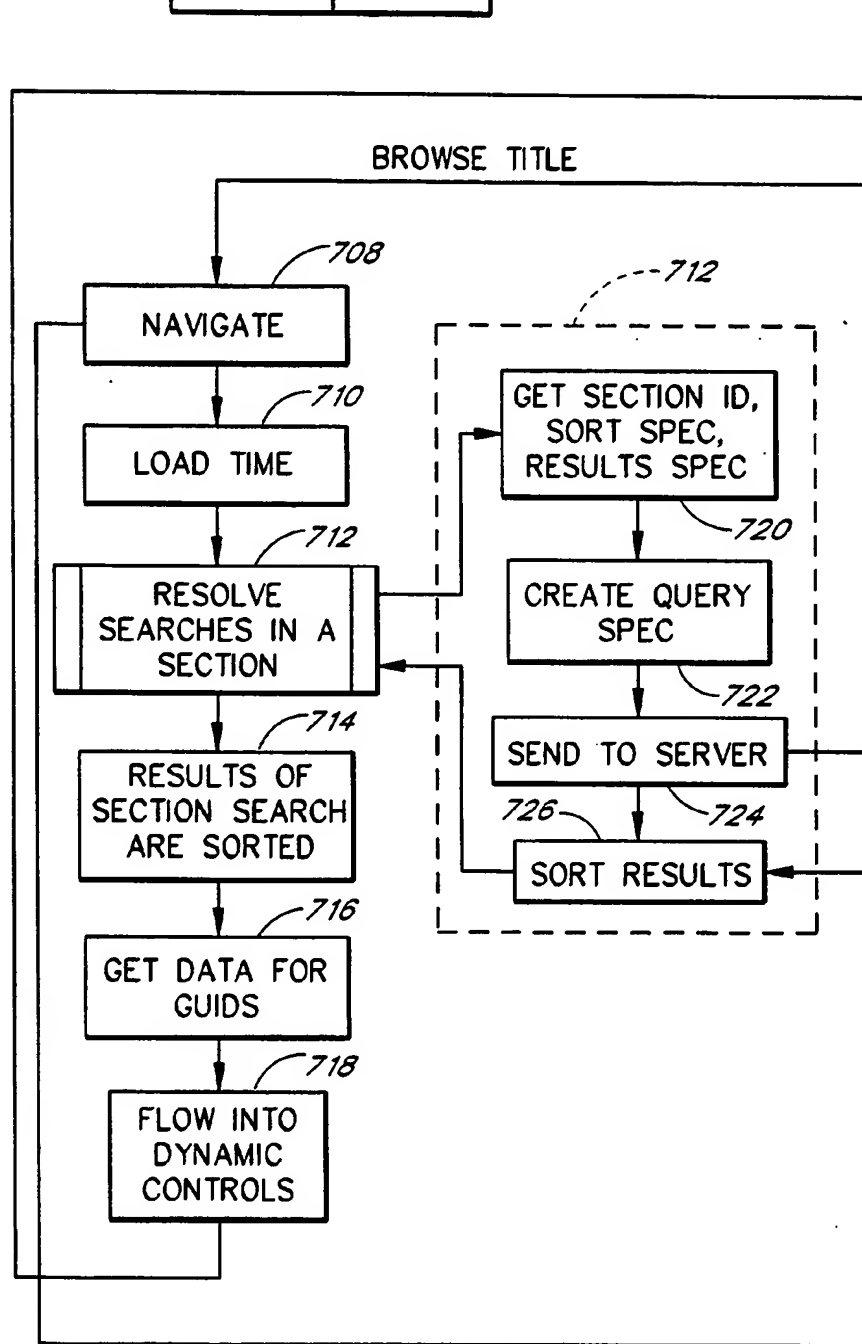 BROWSE TITLE
708
NAVIGATE
710
LOAD TIME
712
RESOLVE
SEARCHES IN A
SECTION
714
RESULTS OF
SECTION SEARCH
ARE SORTED
716
GET DATA FOR
GUIDS
718
FLOW INTO
DYNAMIC
CONTROLS
712
GET SECTION ID,
SORT SPEC,
RESULTS SPEC
720
CREATE QUERY
SPEC
722
SEND TO SERVER
724
726
SORT RESULTS